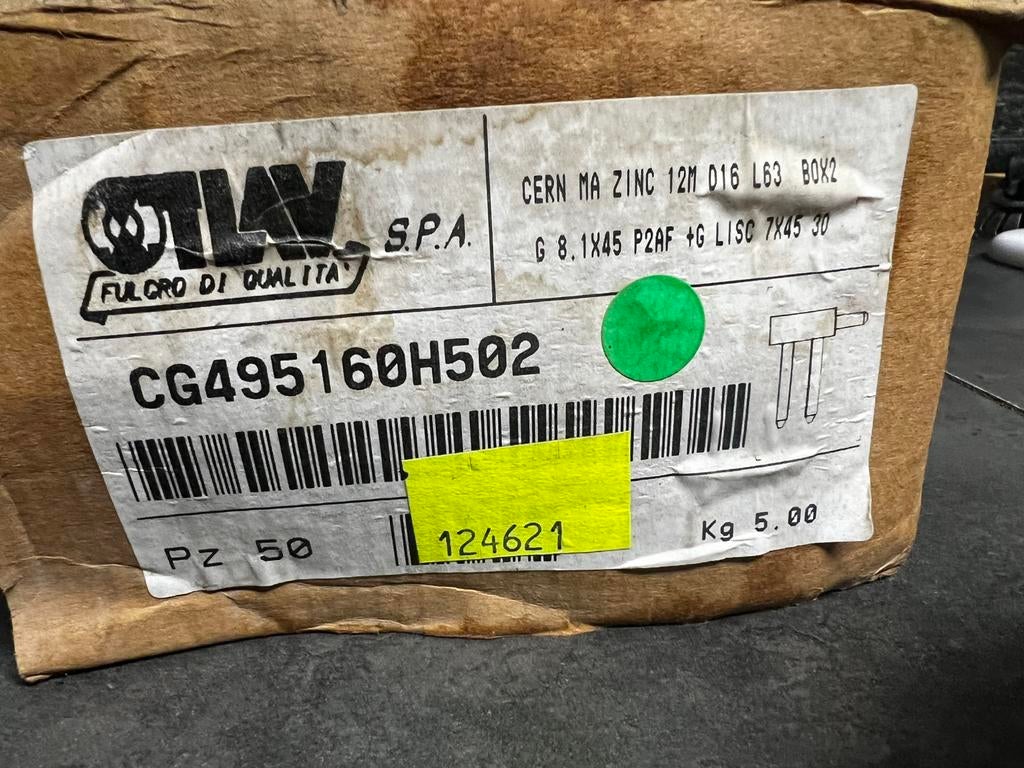 OTLAV S.P.A.
FULCRO DI QUALITA'
CERN MA ZINC 12M D16 L63 BOX2
G 8.1X45 P2AF +G LISC 7X45 30
CG495160H502
124621
Pz 50
Kg 5.00